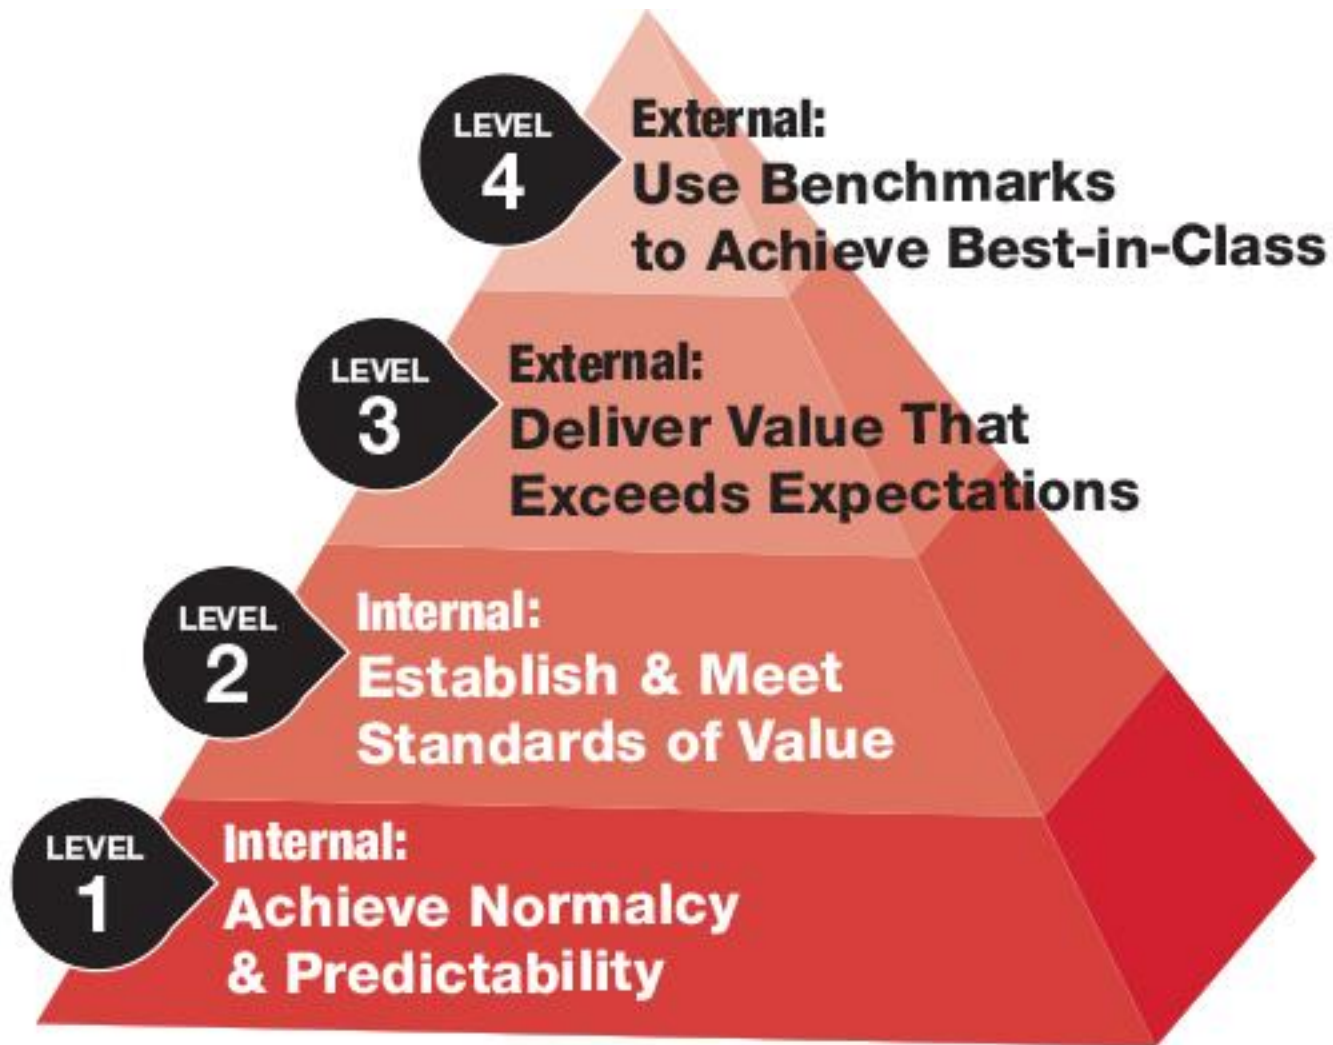 LEVEL
4
External:
Use Benchmarks
to Achieve Best-in-Class
LEVEL
3
External:
Deliver Value That
Exceeds Expectations
LEVEL
2
Internal:
Establish & Meet
Standards of Value
LEVEL
1
Internal:
Achieve Normalcy
& Predictability